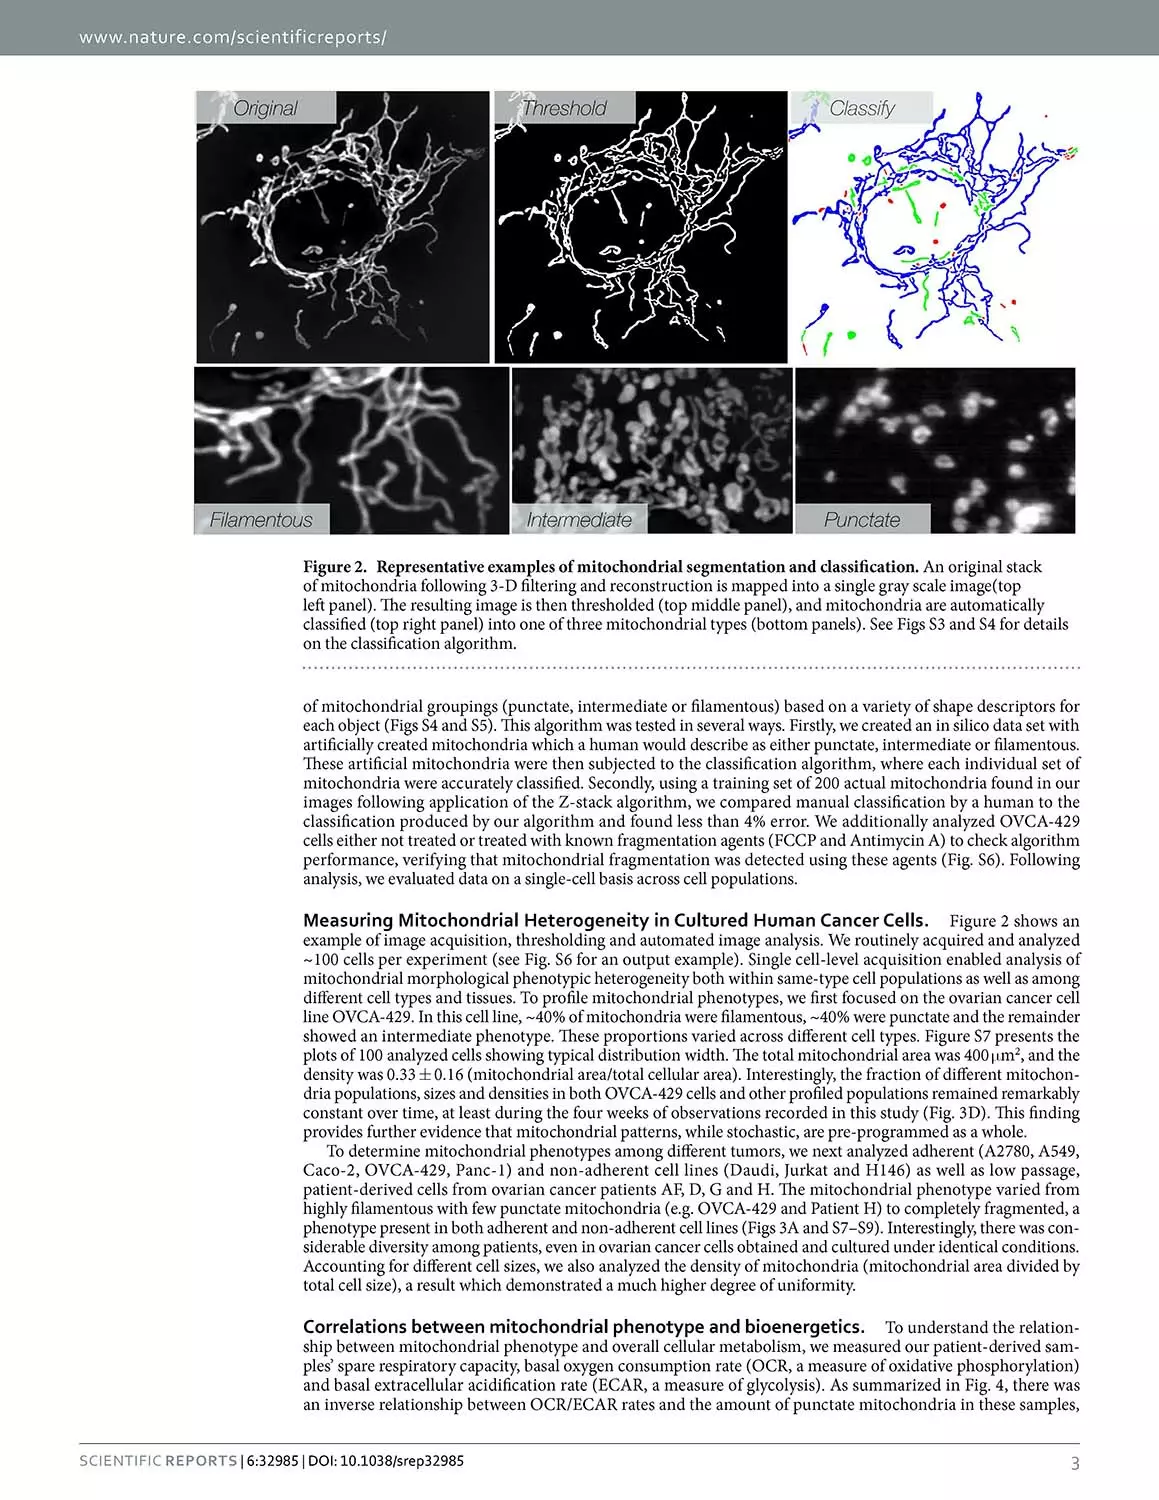 www.nature.com/scientificreports/
Original
Threshold
Classify
Filamentous
Intermediate
Punctate
Figure 2. Representative examples of mitochondrial segmentation and classification. An original stack
of mitochondria following 3-D filtering and reconstruction is mapped into a single gray scale image(top
left panel). The resulting image is then thresholded (top middle panel), and mitochondria are automatically
classified (top right panel) into one of three mitochondrial types (bottom panels). See Figs S3 and S4 for details
on the classification algorithm.
of mitochondrial groupings (punctate, intermediate or filamentous) based on a variety of shape descriptors for
each object (Figs S4 and S5). This algorithm was tested in several ways. Firstly, we created an in silico data set with
artificially created mitochondria which a human would describe as either punctate, intermediate or filamentous.
These artificial mitochondria were then subjected to the classification algorithm, where each individual set of
mitochondria were accurately classified. Secondly, using a training set of 200 actual mitochondria found in our
images following application of the Z-stack algorithm, we compared manual classification by a human to the
classification produced by our algorithm and found less than 4% error. We additionally analyzed OVCA-429
cells either not treated or treated with known fragmentation agents (FCCP and Antimycin A) to check algorithm
performance, verifying that mitochondrial fragmentation was detected using these agents (Fig. S6). Following
analysis, we evaluated data on a single-cell basis across cell populations.
Measuring Mitochondrial Heterogeneity in Cultured Human Cancer Cells. Figure 2 shows an
example of image acquisition, thresholding and automated image analysis. We routinely acquired and analyzed
~100 cells per experiment (see Fig. S6 for an output example). Single cell-level acquisition enabled analysis of
mitochondrial morphological phenotypic heterogeneity both within same-type cell populations as well as among
different cell types and tissues. To profile mitochondrial phenotypes, we first focused on the ovarian cancer cell
line OVCA-429. In this cell line, ~40% of mitochondria were filamentous, ~40% were punctate and the remainder
showed an intermediate phenotype. These proportions varied across different cell types. Figure S7 presents the
plots of 100 analyzed cells showing typical distribution width. The total mitochondrial area was 400 μm², and the
density was 0.33 ± 0.16 (mitochondrial area/total cellular area). Interestingly, the fraction of different mitochon-
dria populations, sizes and densities in both OVCA-429 cells and other profiled populations remained remarkably
constant over time, at least during the four weeks of observations recorded in this study (Fig. 3D). This finding
provides further evidence that mitochondrial patterns, while stochastic, are pre-programmed as a whole.
To determine mitochondrial phenotypes among different tumors, we next analyzed adherent (A2780, A549,
Caco-2, OVCA-429, Panc-1) and non-adherent cell lines (Daudi, Jurkat and H146) as well as low passage,
patient-derived cells from ovarian cancer patients AF, D, G and H. The mitochondrial phenotype varied from
highly filamentous with few punctate mitochondria (e.g. OVCA-429 and Patient H) to completely fragmented, a
phenotype present in both adherent and non-adherent cell lines (Figs 3A and S7–S9). Interestingly, there was con-
siderable diversity among patients, even in ovarian cancer cells obtained and cultured under identical conditions.
Accounting for different cell sizes, we also analyzed the density of mitochondria (mitochondrial area divided by
total cell size), a result which demonstrated a much higher degree of uniformity.
Correlations between mitochondrial phenotype and bioenergetics. To understand the relation-
ship between mitochondrial phenotype and overall cellular metabolism, we measured our patient-derived sam-
ples' spare respiratory capacity, basal oxygen consumption rate (OCR, a measure of oxidative phosphorylation)
and basal extracellular acidification rate (ECAR, a measure of glycolysis). As summarized in Fig. 4, there was
an inverse relationship between OCR/ECAR rates and the amount of punctate mitochondria in these samples,
SCIENTIFIC REPORTS | 6:32985 | DOI: 10.1038/srep32985
3